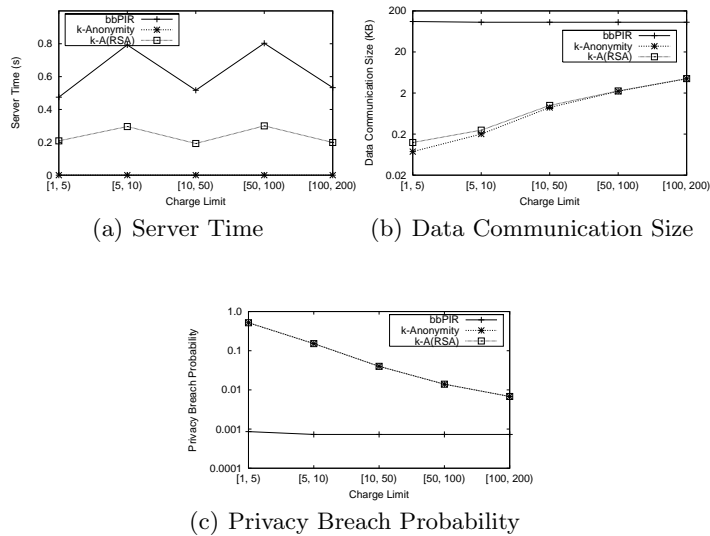 bbPIR
k-Anonymity
k-A(RSA)
0.8
0.6
0.4
0.2
0
Server Time (s)
[1, 5) [5, 10) [10, 50) [50, 100) [100, 200)
Charge Limit
(a) Server Time
bbPIR
k-Anonymity
k-A(RSA)
200
20
2
0.2
0.02
Data Communication Size (KB)
[1, 5) [5, 10) [10, 50) [50, 100) [100, 200)
Charge Limit
(b) Data Communication Size
bbPIR
k-Anonymity
k-A(RSA)
1.0
0.1
0.01
0.001
0.0001
Privacy Breach Probability
[1, 5) [5, 10) [10, 50) [50, 100) [100, 200)
Charge Limit
(c) Privacy Breach Probability